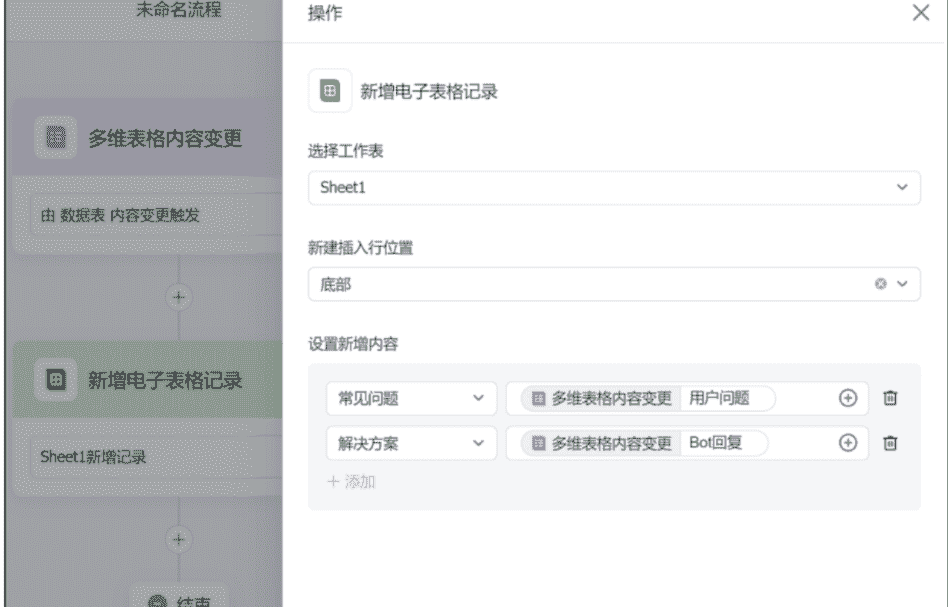 未命名流程
多维表格内容变更
由 数据表 内容变更触发
新增电子表格记录
Sheet1新增记录
结束
操作
新增电子表格记录
选择工作表
Sheet1
新建插入行位置
底部
设置新增内容
常见问题 多维表格内容变更 用户问题
解决方案 多维表格内容变更 Bot回复
+ 添加